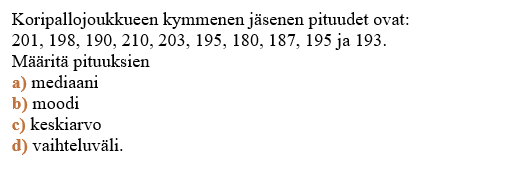 Koripallojoukkueen kymmenen jäsenen pituudet ovat:
201, 198, 190, 210, 203, 195, 180, 187, 195 ja 193.
Määritä pituuksien
a) mediaani
b) moodi
c) keskiarvo
d) vaihteluväli.